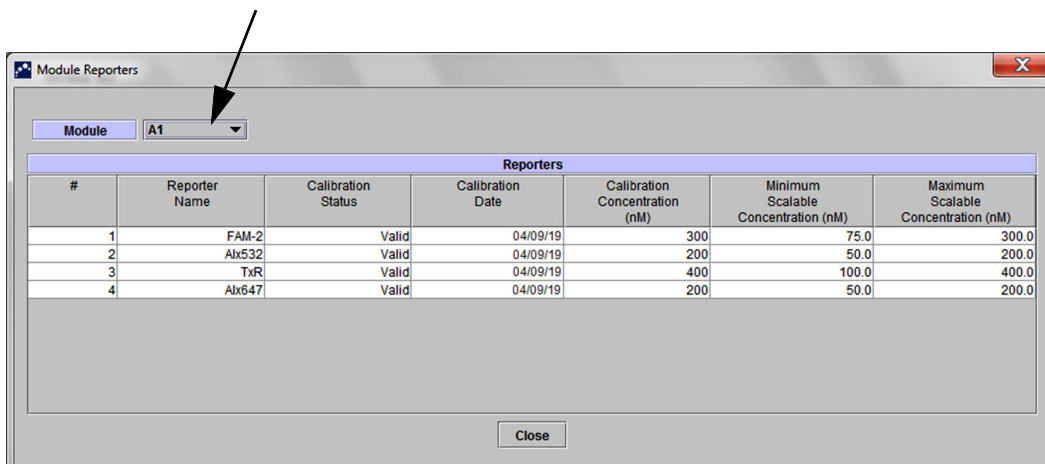 Module Reporters
X
Module A1
Reporters
# Reporter Name Calibration Status Calibration Date Calibration Concentration (nM) Minimum Scalable Concentration (nM) Maximum Scalable Concentration (nM)
1 FAM-2 Valid 04/09/19 300 75.0 300.0
2 Alx532 Valid 04/09/19 200 50.0 200.0
3 TxR Valid 04/09/19 400 100.0 400.0
4 Alx647 Valid 04/09/19 200 50.0 200.0
Close